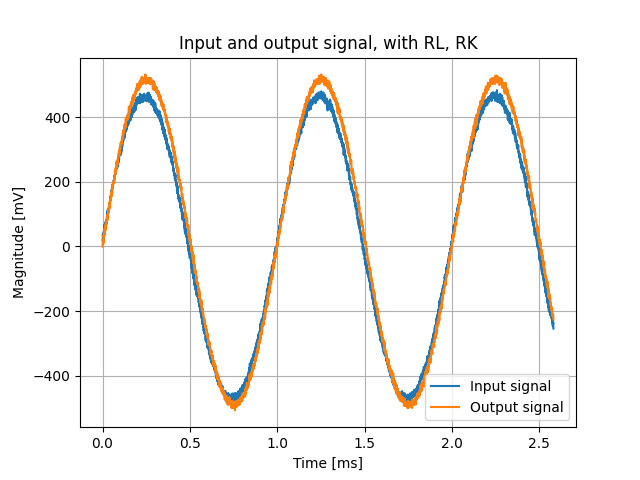 Input and output signal, with RL, RK
Magnitude [mV]
400
200
0
−200
−400
0.0
0.5
1.0
1.5
2.0
2.5
Time [ms]
Input signal
Output signal